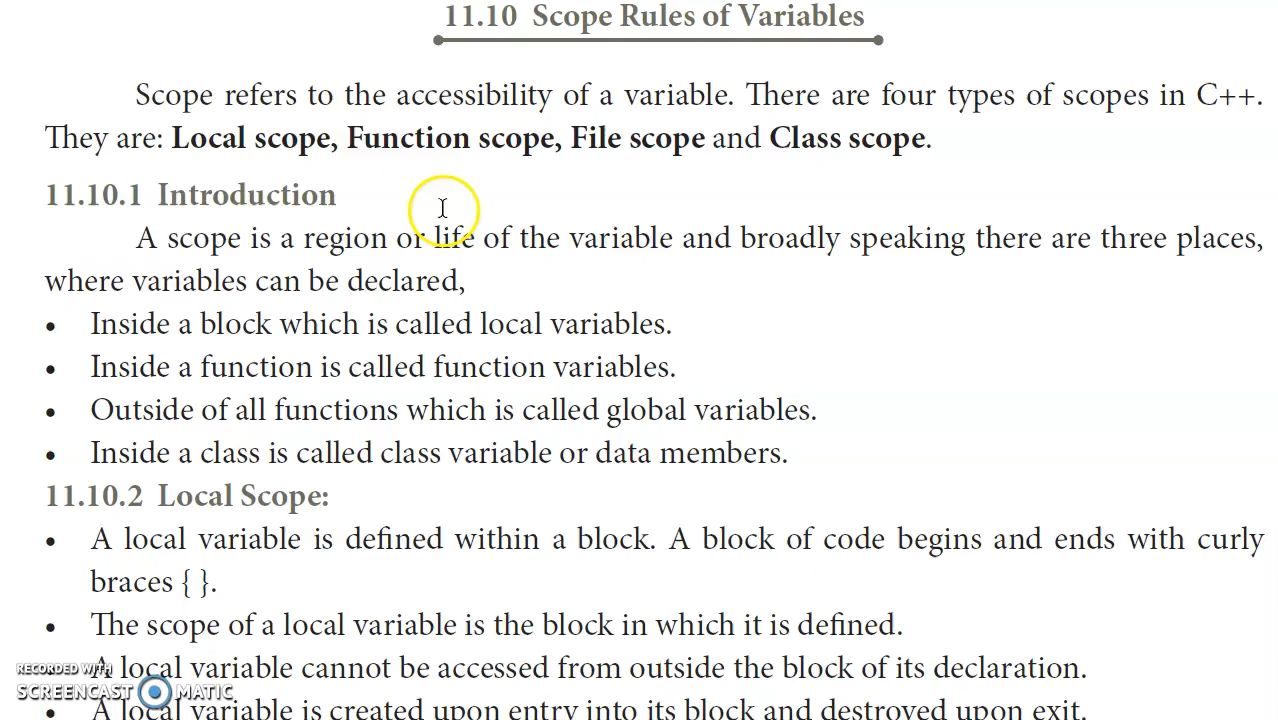 11.10 Scope Rules of Variables
Scope refers to the accessibility of a variable. There are four types of scopes in C++.
They are: Local scope, Function scope, File scope and Class scope.
11.10.1 Introduction
A scope is a region or life of the variable and broadly speaking there are three places,
where variables can be declared,
• Inside a block which is called local variables.
• Inside a function is called function variables.
• Outside of all functions which is called global variables.
• Inside a class is called class variable or data members.
11.10.2 Local Scope:
• A local variable is defined within a block. A block of code begins and ends with curly
braces { }.
• The scope of a local variable is the block in which it is defined.
• A local variable cannot be accessed from outside the block of its declaration.
• A local variable is created upon entry into its block and destroyed upon exit.
RECORDED WITH
SCREENCAST MATIC